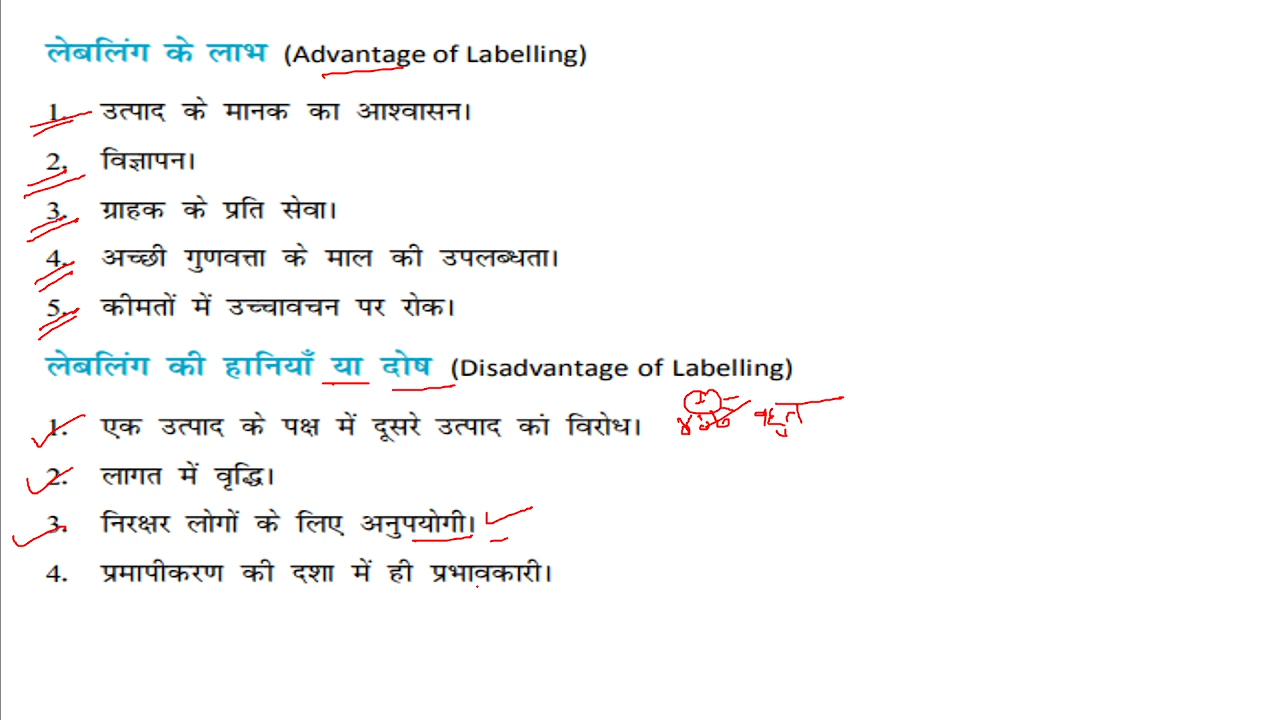 लेबलिंग के लाभ (Advantage of Labelling)
1. उत्पाद के मानक का आश्वासन।
2. विज्ञापन।
3. ग्राहक के प्रति सेवा।
4. अच्छी गुणवत्ता के माल की उपलब्धता।
5. कीमतों में उच्चावचन पर रोक।
लेबलिंग की हानियाँ या दोष (Disadvantage of Labelling)
1. एक उत्पाद के पक्ष में दूसरे उत्पाद कां विरोध।
2. लागत में वृद्धि।
3. निरक्षर लोगों के लिए अनुपयोगी।
4. प्रमापीकरण की दशा में ही प्रभावकारी।